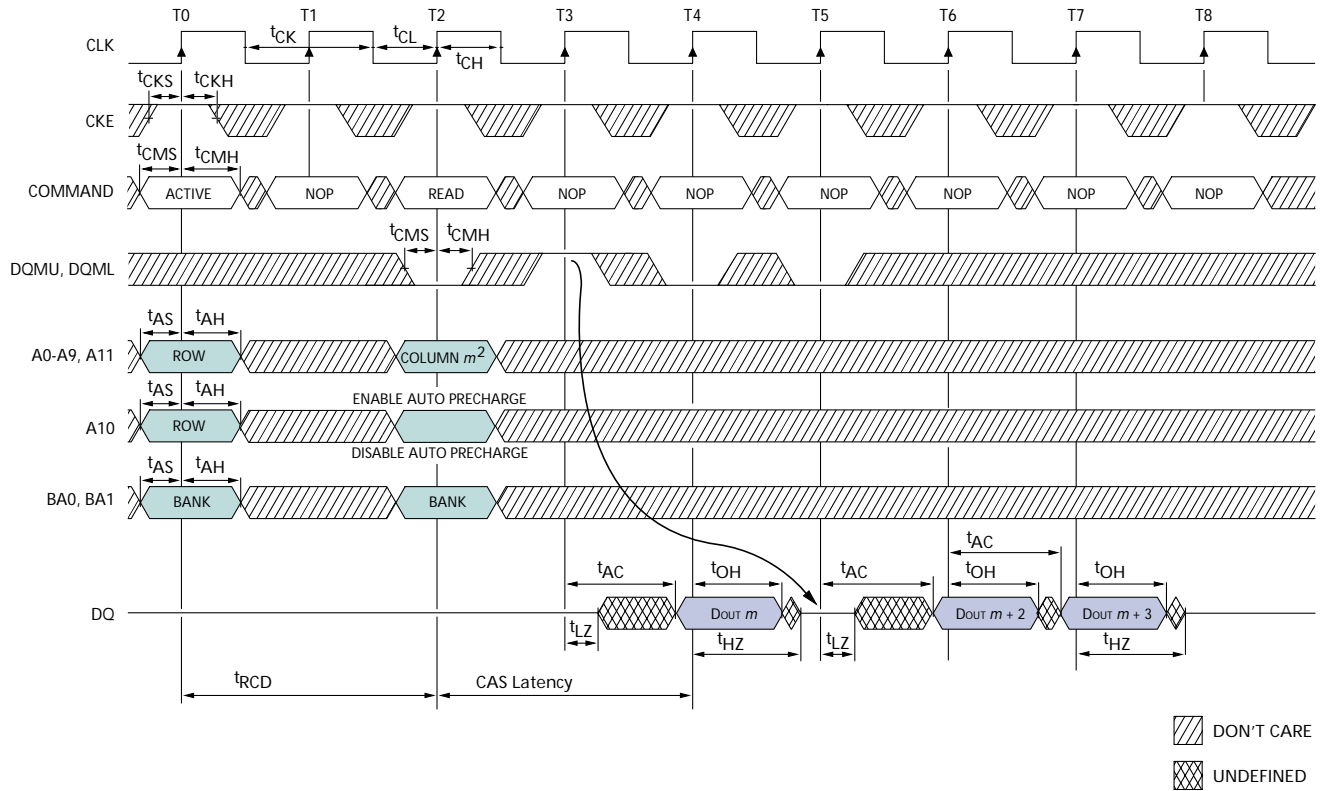 T0 T1 T2 T3 T4 T5 T6 T7 T8
CLK
tCK tCL
tCH
tCKS tCKH
CKE
tCMS tCMH
COMMAND ACTIVE NOP READ NOP NOP NOP NOP NOP NOP
tCMS tCMH
DQMU, DQML
tAS tAH
A0-A9, A11 ROW COLUMN m2
tAS tAH ENABLE AUTO PRECHARGE
A10 ROW
DISABLE AUTO PRECHARGE
tAS tAH
BA0, BA1 BANK BANK
tAC
tAC tOH tAC tOH tOH
DQ DOUT m DOUT m + 2 DOUT m + 3
tLZ tHZ tLZ tHZ
tRCD CAS Latency
DON'T CARE
UNDEFINED